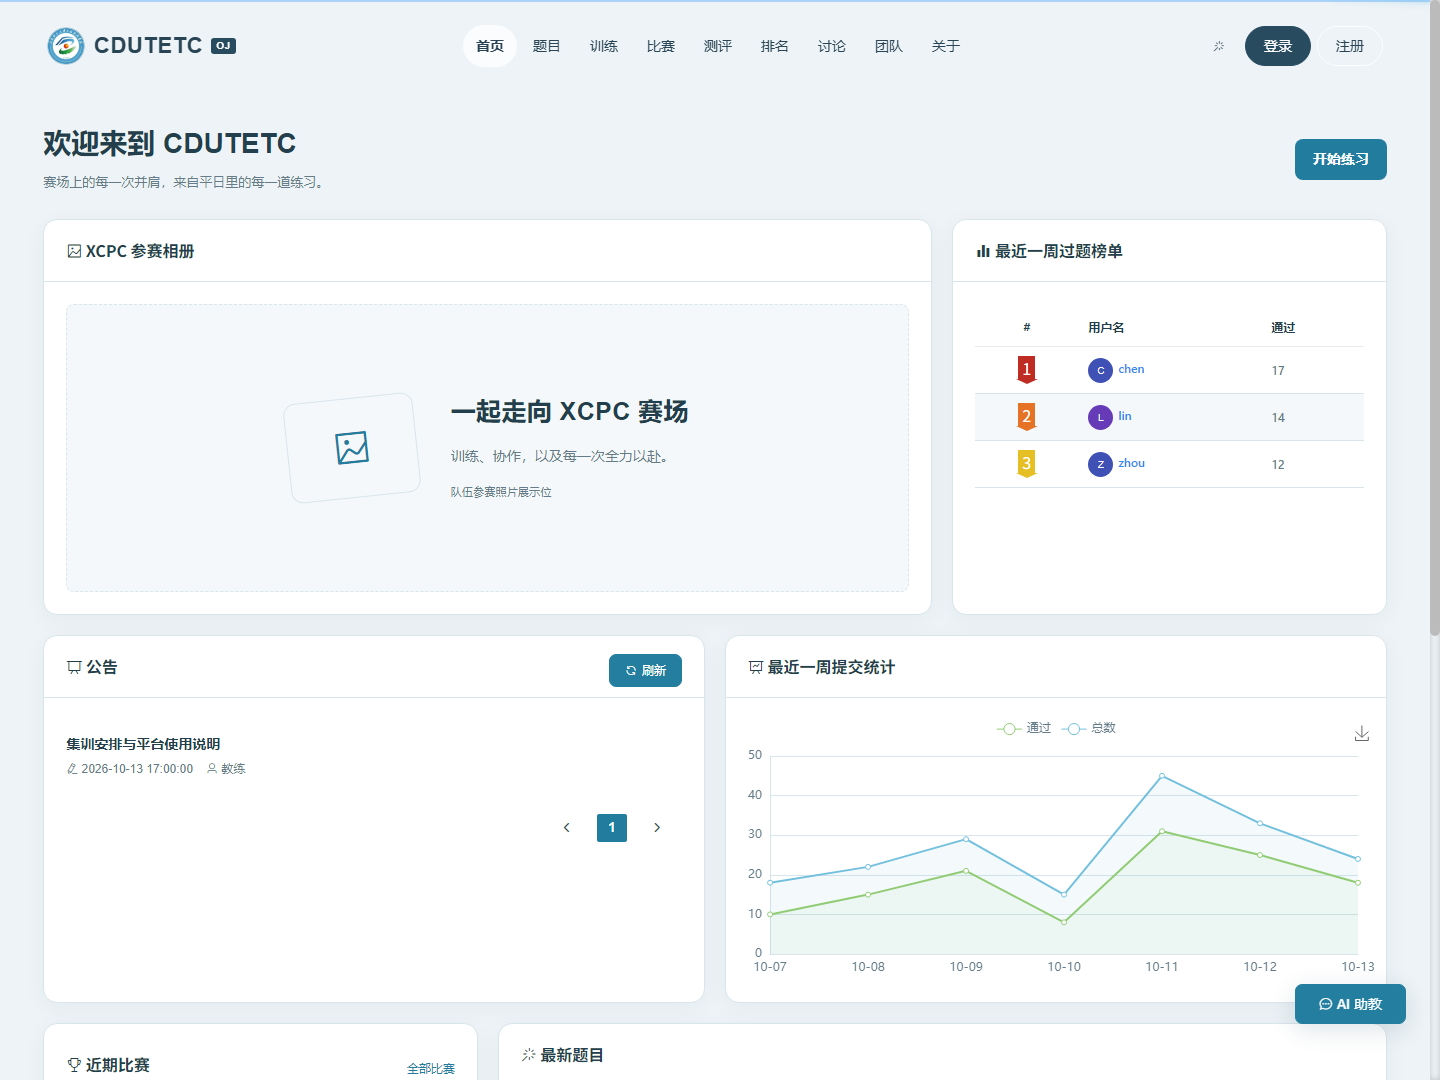 CDUTETC OJ
首页 题目 训练 比赛 测评 排名 讨论 团队 关于
登录 注册
欢迎来到 CDUTETC
赛场上的每一次并肩，来自平日里的每一道练习。
开始练习
XCPC 参赛相册
一起走向 XCPC 赛场
训练、协作，以及每一次全力以赴。
队伍参赛照片展示位
最近一周过题榜单
# 用户名 通过
1 C chen 17
2 L lin 14
3 Z zhou 12
公告
刷新
集训安排与平台使用说明
2026-10-13 17:00:00 教练
1
最近一周提交统计
通过 总数
50
40
30
20
10
0
10-07 10-08 10-09 10-10 10-11 10-12 10-13
AI 助教
近期比赛
全部比赛
最新题目